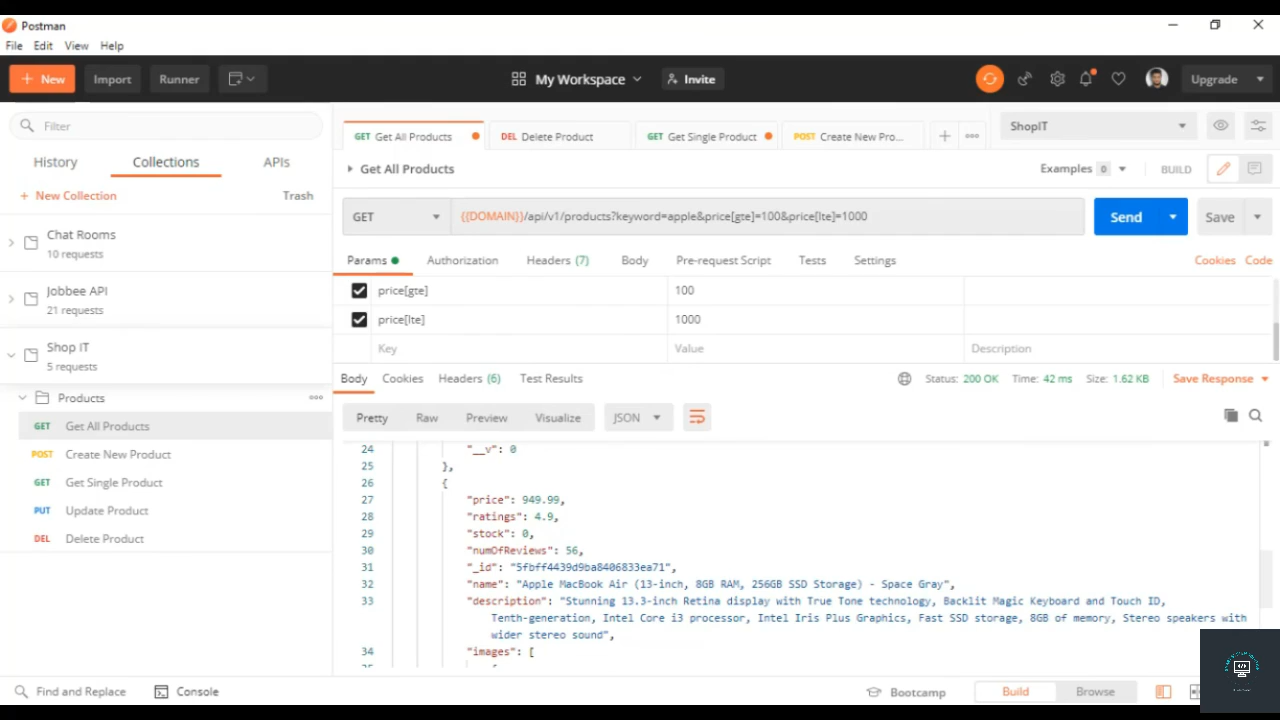 Postman
File Edit View Help
+ New Import Runner My Workspace Invite Upgrade
Filter
History Collections APIs
+ New Collection Trash
Chat Rooms
10 requests
Jobbee API
21 requests
Shop IT
5 requests
Products
GET Get All Products
POST Create New Product
GET Get Single Product
PUT Update Product
DEL Delete Product
GET Get All Products DEL Delete Product GET Get Single Product POST Create New Pro... ShopIT
Get All Products Examples 0 BUILD
GET {{DOMAIN}}/api/v1/products?keyword=apple&price[gte]=100&price[lte]=1000 Send Save
Params Authorization Headers (7) Body Pre-request Script Tests Settings Cookies Code
price[gte] 100
price[lte] 1000
Key Value Description
Body Cookies Headers (6) Test Results Status: 200 OK Time: 42 ms Size: 1.62 KB Save Response
Pretty Raw Preview Visualize JSON
24 "__v": 0
25 },
26 {
27 "price": 949.99,
28 "ratings": 4.9,
29 "stock": 0,
30 "numOfReviews": 56,
31 "_id": "5fbff4439d9ba8406833ea71",
32 "name": "Apple MacBook Air (13-inch, 8GB RAM, 256GB SSD Storage) - Space Gray",
33 "description": "Stunning 13.3-inch Retina display with True Tone technology, Backlit Magic Keyboard and Touch ID,
Tenth-generation, Intel Core i3 processor, Intel Iris Plus Graphics, Fast SSD storage, 8GB of memory, Stereo speakers with
wider stereo sound",
34 "images": [
Find and Replace Console Bootcamp Build Browse